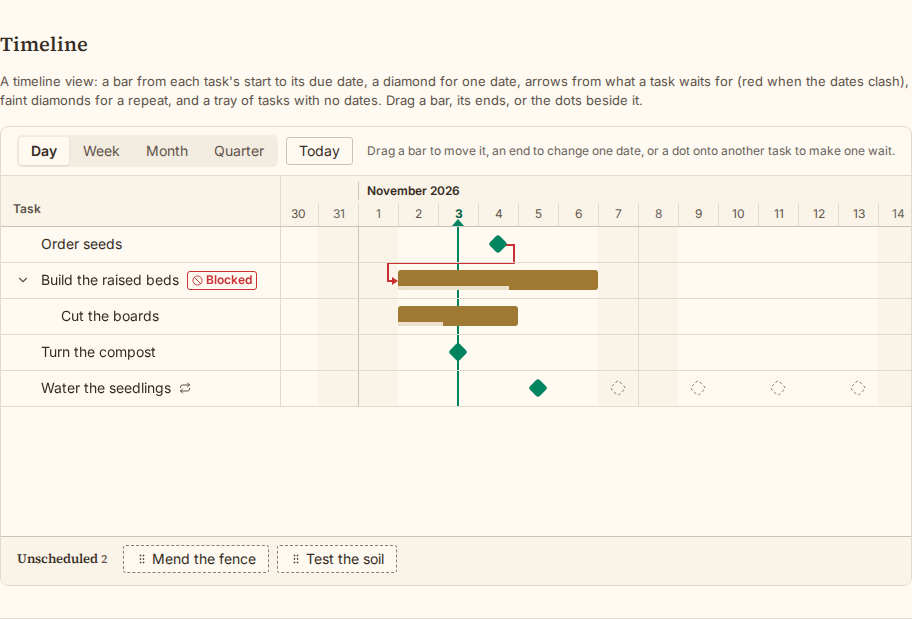 Timeline
A timeline view: a bar from each task's start to its due date, a diamond for one date, arrows from what a task waits for (red when the dates clash),
faint diamonds for a repeat, and a tray of tasks with no dates. Drag a bar, its ends, or the dots beside it.
Day Week Month Quarter Today Drag a bar to move it, an end to change one date, or a dot onto another task to make one wait.
November 2026
Task
30 31 1 2 3 4 5 6 7 8 9 10 11 12 13 14
Order seeds
Build the raised beds Blocked
Cut the boards
Turn the compost
Water the seedlings
Unscheduled 2 Mend the fence Test the soil